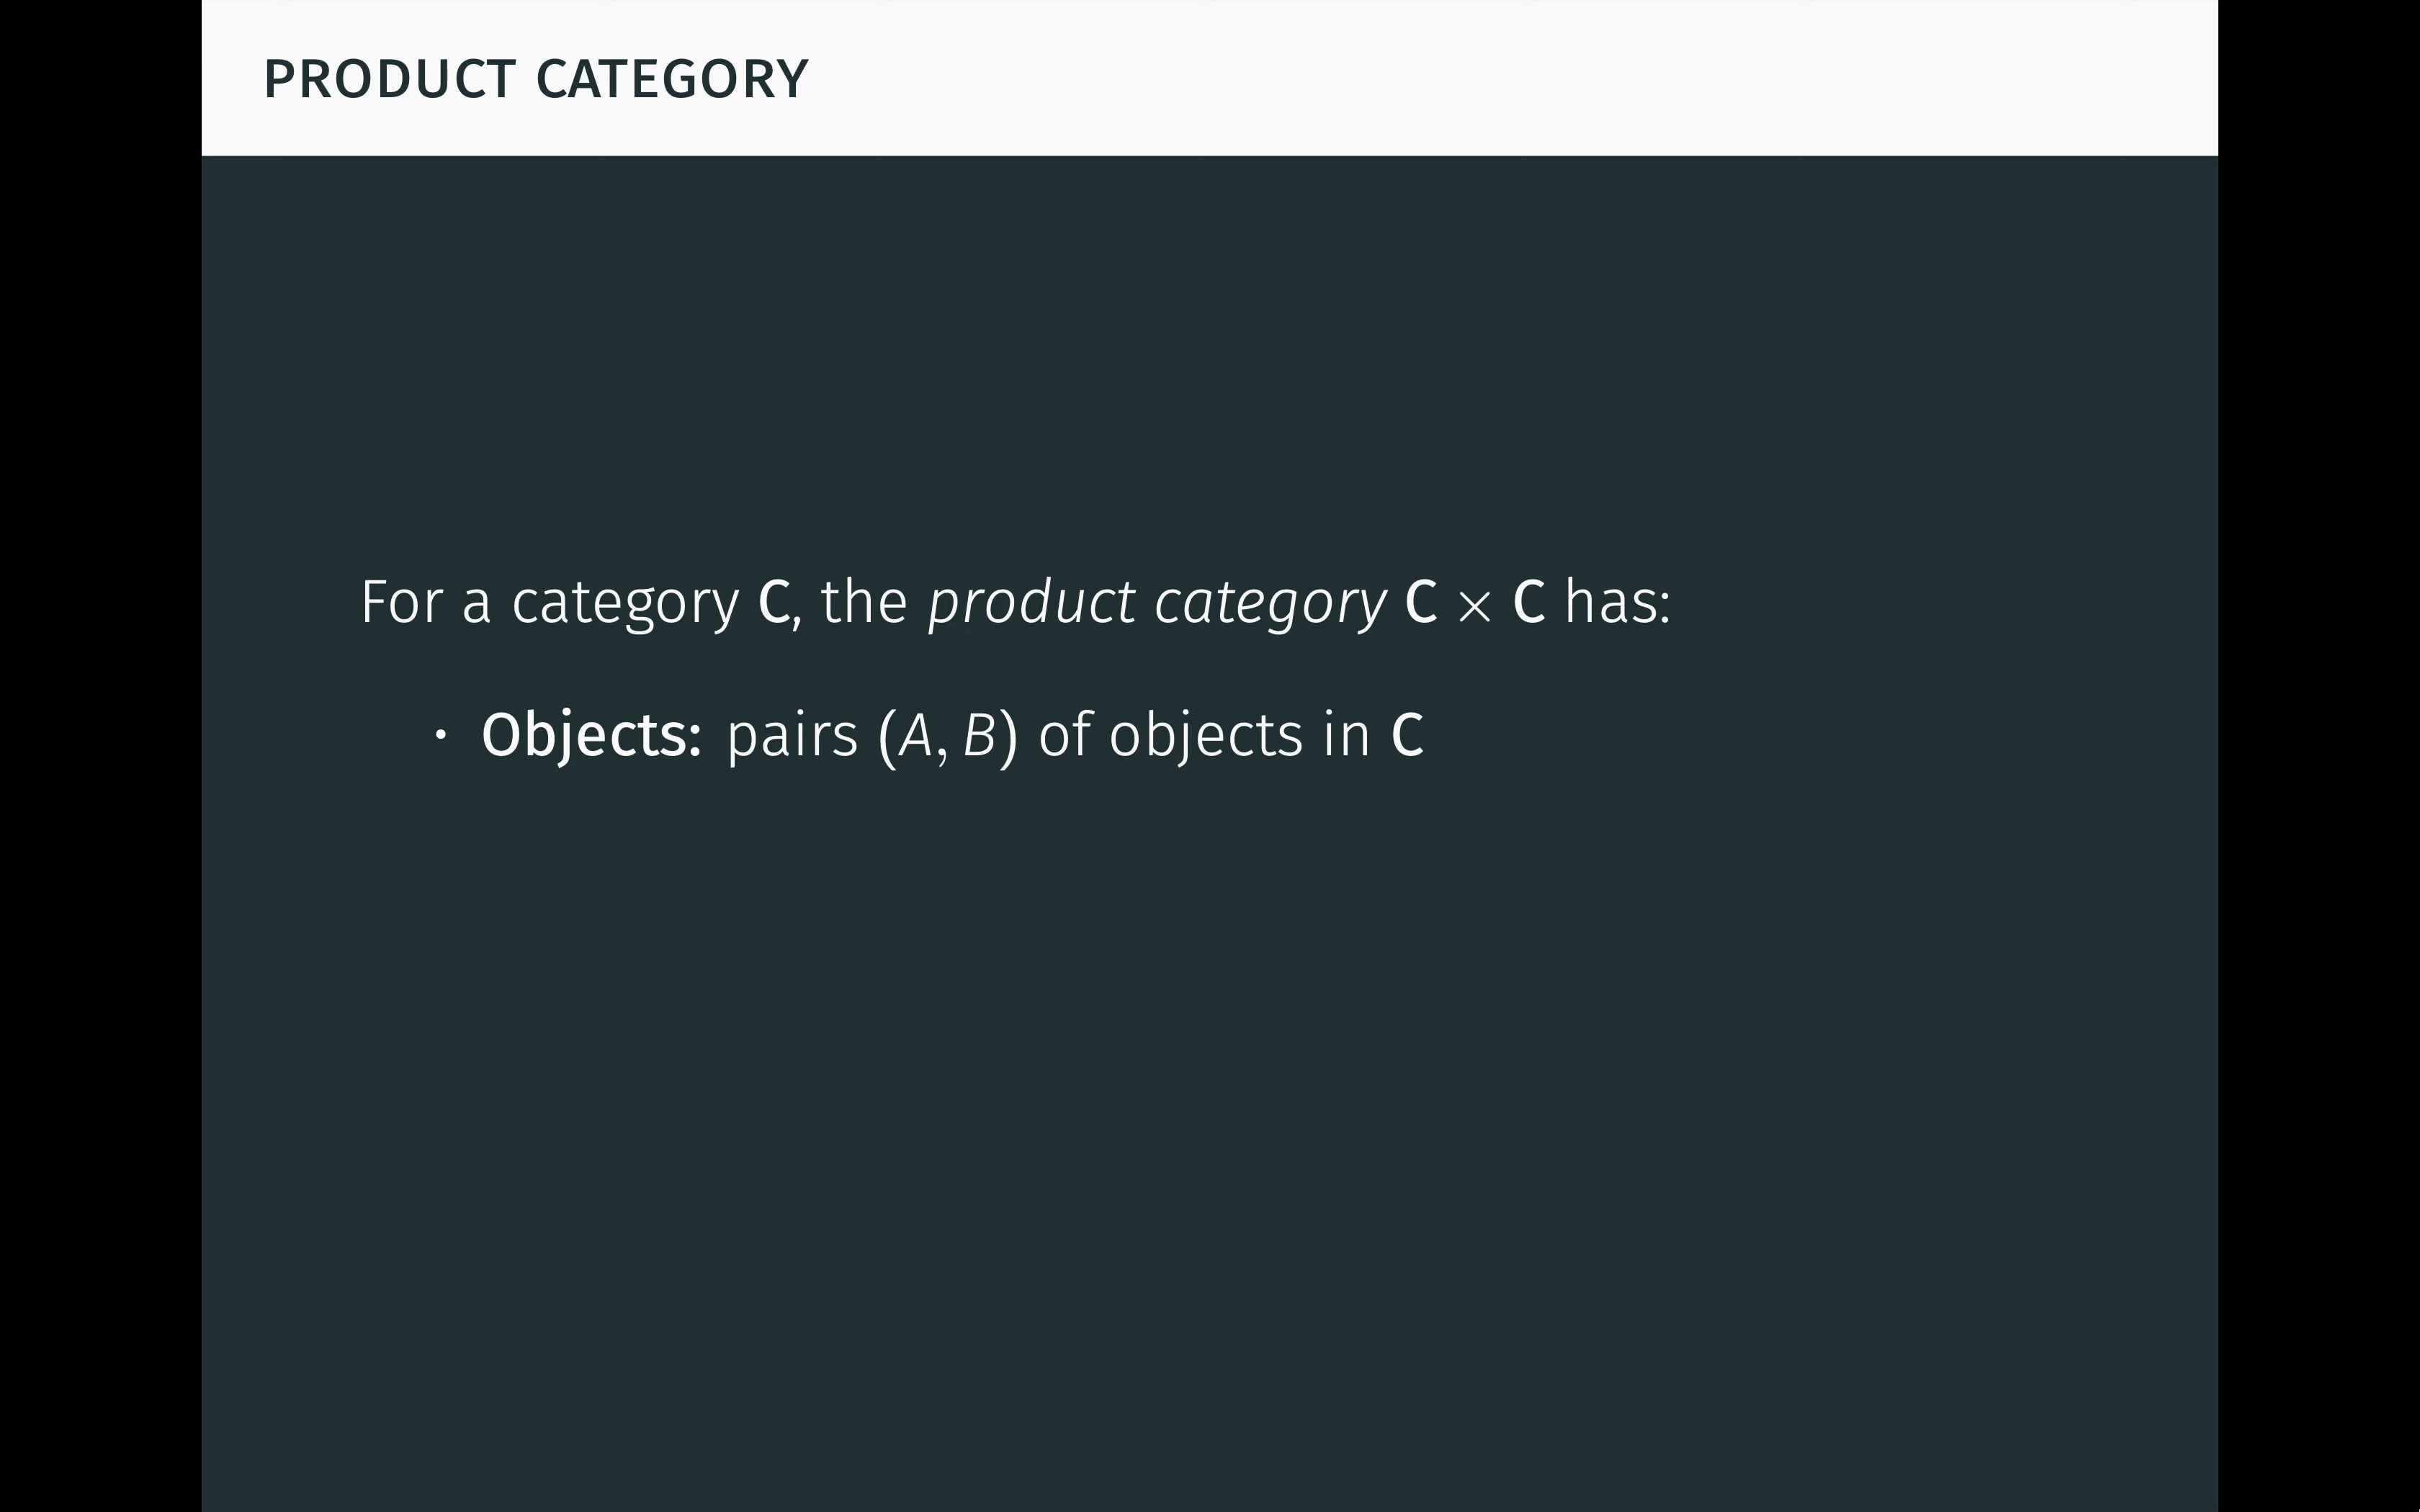 PRODUCT CATEGORY
For a category C, the product category C × C has:
• Objects: pairs (A, B) of objects in C